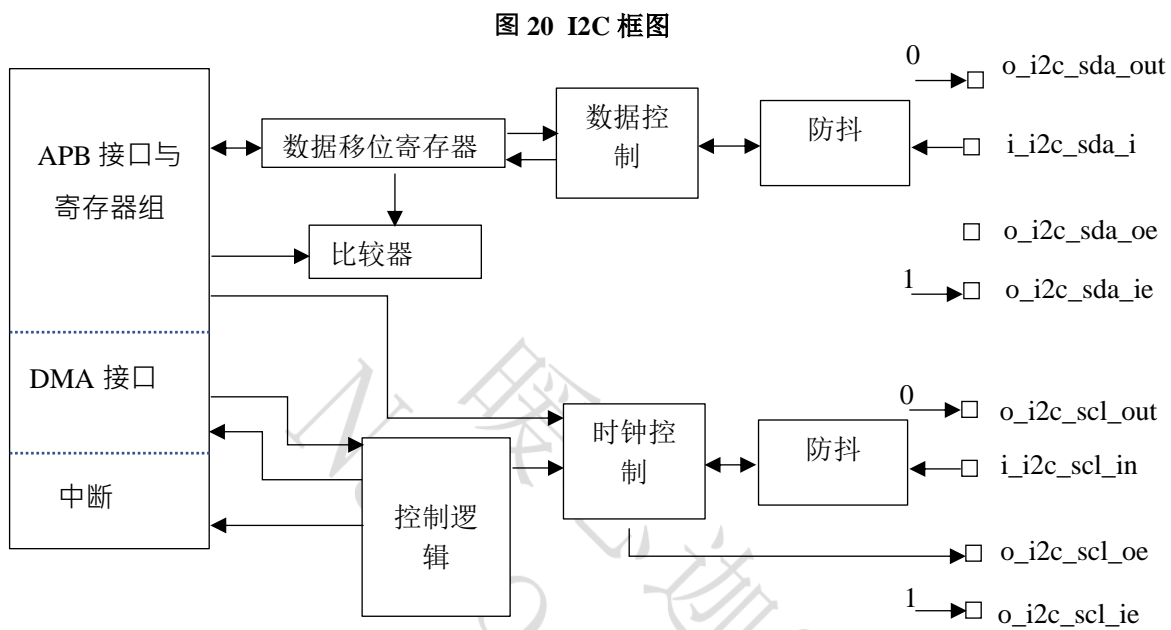 图 20 I2C 框图
APB 接口与
寄存器组
DMA 接口
中断
数据移位寄存器
比较器
数据控
制
防抖
0
o_i2c_sda_out
i_i2c_sda_i
o_i2c_sda_oe
1
o_i2c_sda_ie
控制逻
辑
时钟控
制
防抖
0
o_i2c_scl_out
i_i2c_scl_in
o_i2c_scl_oe
1
o_i2c_scl_ie